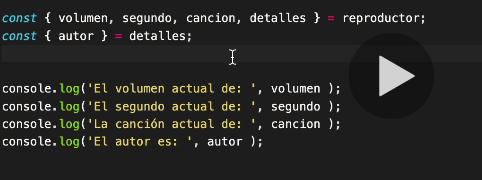 const { volumen, segundo, cancion, detalles } = reproductor;
const { autor } = detalles;
console.log('El volumen actual de: ', volumen );
console.log('El segundo actual de: ', segundo );
console.log('La canción actual de: ', cancion );
console.log('El autor es: ', autor );